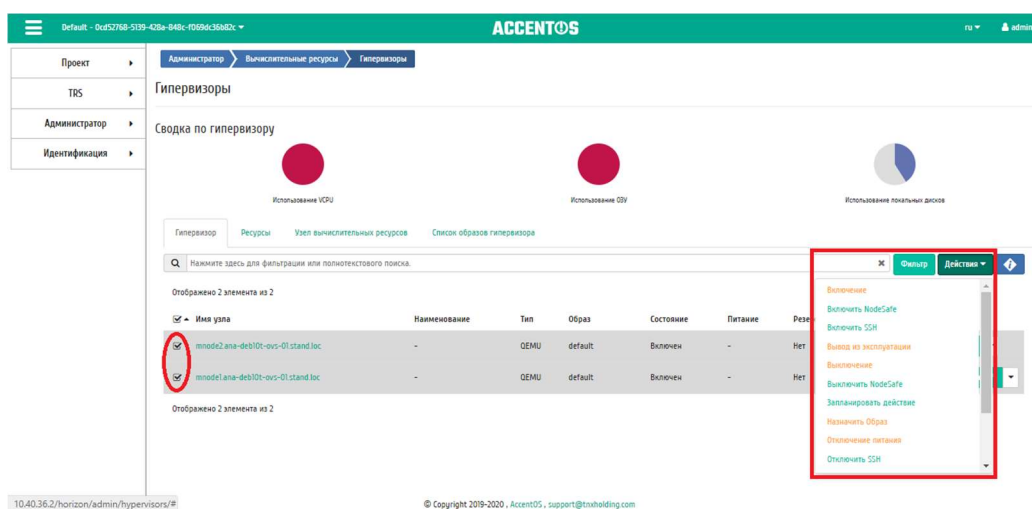 Default - 0cd52768-5139-428a-848c-f069dc36b82c
ACCENTOS
ru
admin
Проект
TRS
Администратор
Идентификация
Администратор
Вычислительные ресурсы
Гипервизоры
Гипервизоры
Сводка по гипервизору
Использование VCPU
Использование ОЗУ
Использование локальных дисков
Гипервизор
Ресурсы
Узел вычислительных ресурсов
Список образов гипервизора
Нажмите здесь для фильтрации или полнотекстового поиска.
Фильтр
Действия
Отображено 2 элемента из 2
Имя узла
Наименование
Тип
Образ
Состояние
Питание
Резе
mnode2.ana-deb10t-ovs-01.stand.loc
-
QEMU
default
Включен
-
Нет
mnode1.ana-deb10t-ovs-01.stand.loc
-
QEMU
default
Включен
-
Нет
Отображено 2 элемента из 2
Включение
Включить NodeSafe
Включить SSH
Вывод из эксплуатации
Выключение
Выключить NodeSafe
Запланировать действие
Назначить Образ
Отключение питания
Отключить SSH
10.40.36.2/horizon/admin/hypervisors/#
© Copyright 2019-2020 , AccentOS , support@tnxholding.com